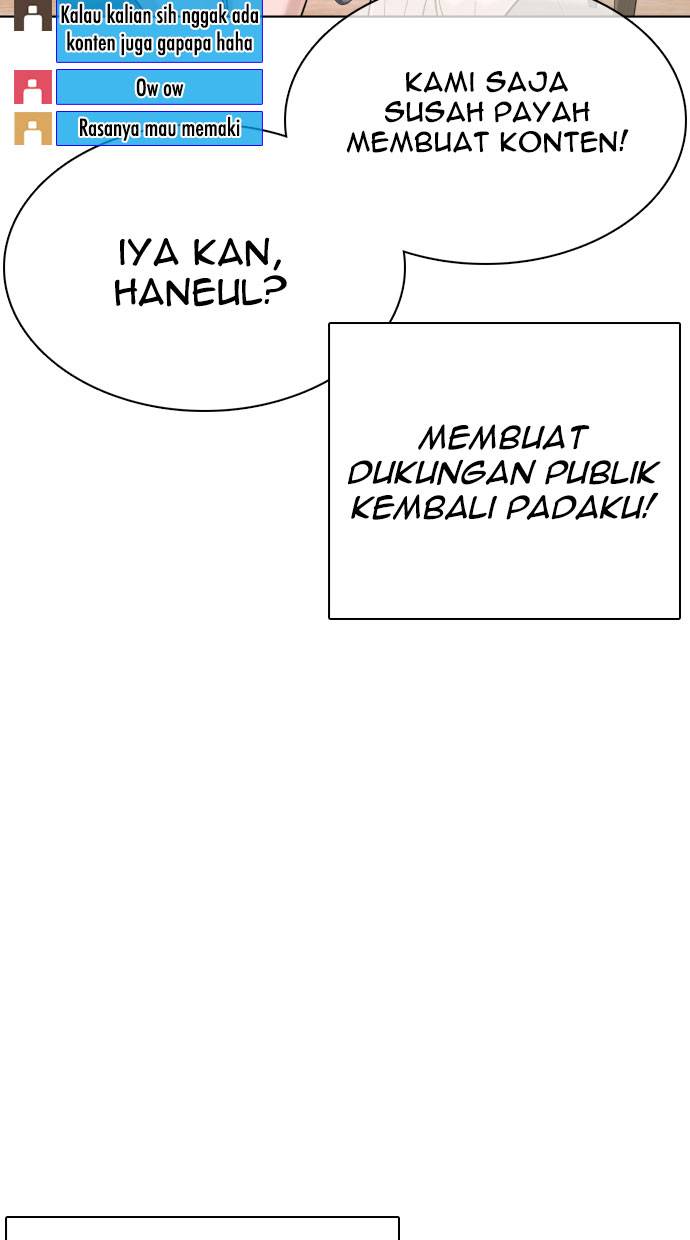 Kalau kalian sih nggak ada
konten juga gapapa haha
Ow ow
Rasanya mau memaki
KAMI SAJA
SUSAH PAYAH
MEMBUAT KONTEN!
IYA KAN,
HANEUL?
MEMBUAT
DUKUNGAN PUBLIK
KEMBALI PADAKU!